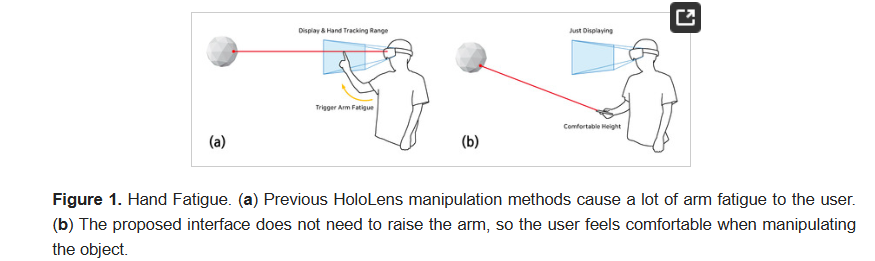 Display & Hand Tracking Range
Trigger Arm Fatigue
(a)
Just Displaying
Comfortable Height
(b)
Figure 1. Hand Fatigue. (a) Previous HoloLens manipulation methods cause a lot of arm fatigue to the user.
(b) The proposed interface does not need to raise the arm, so the user feels comfortable when manipulating
the object.